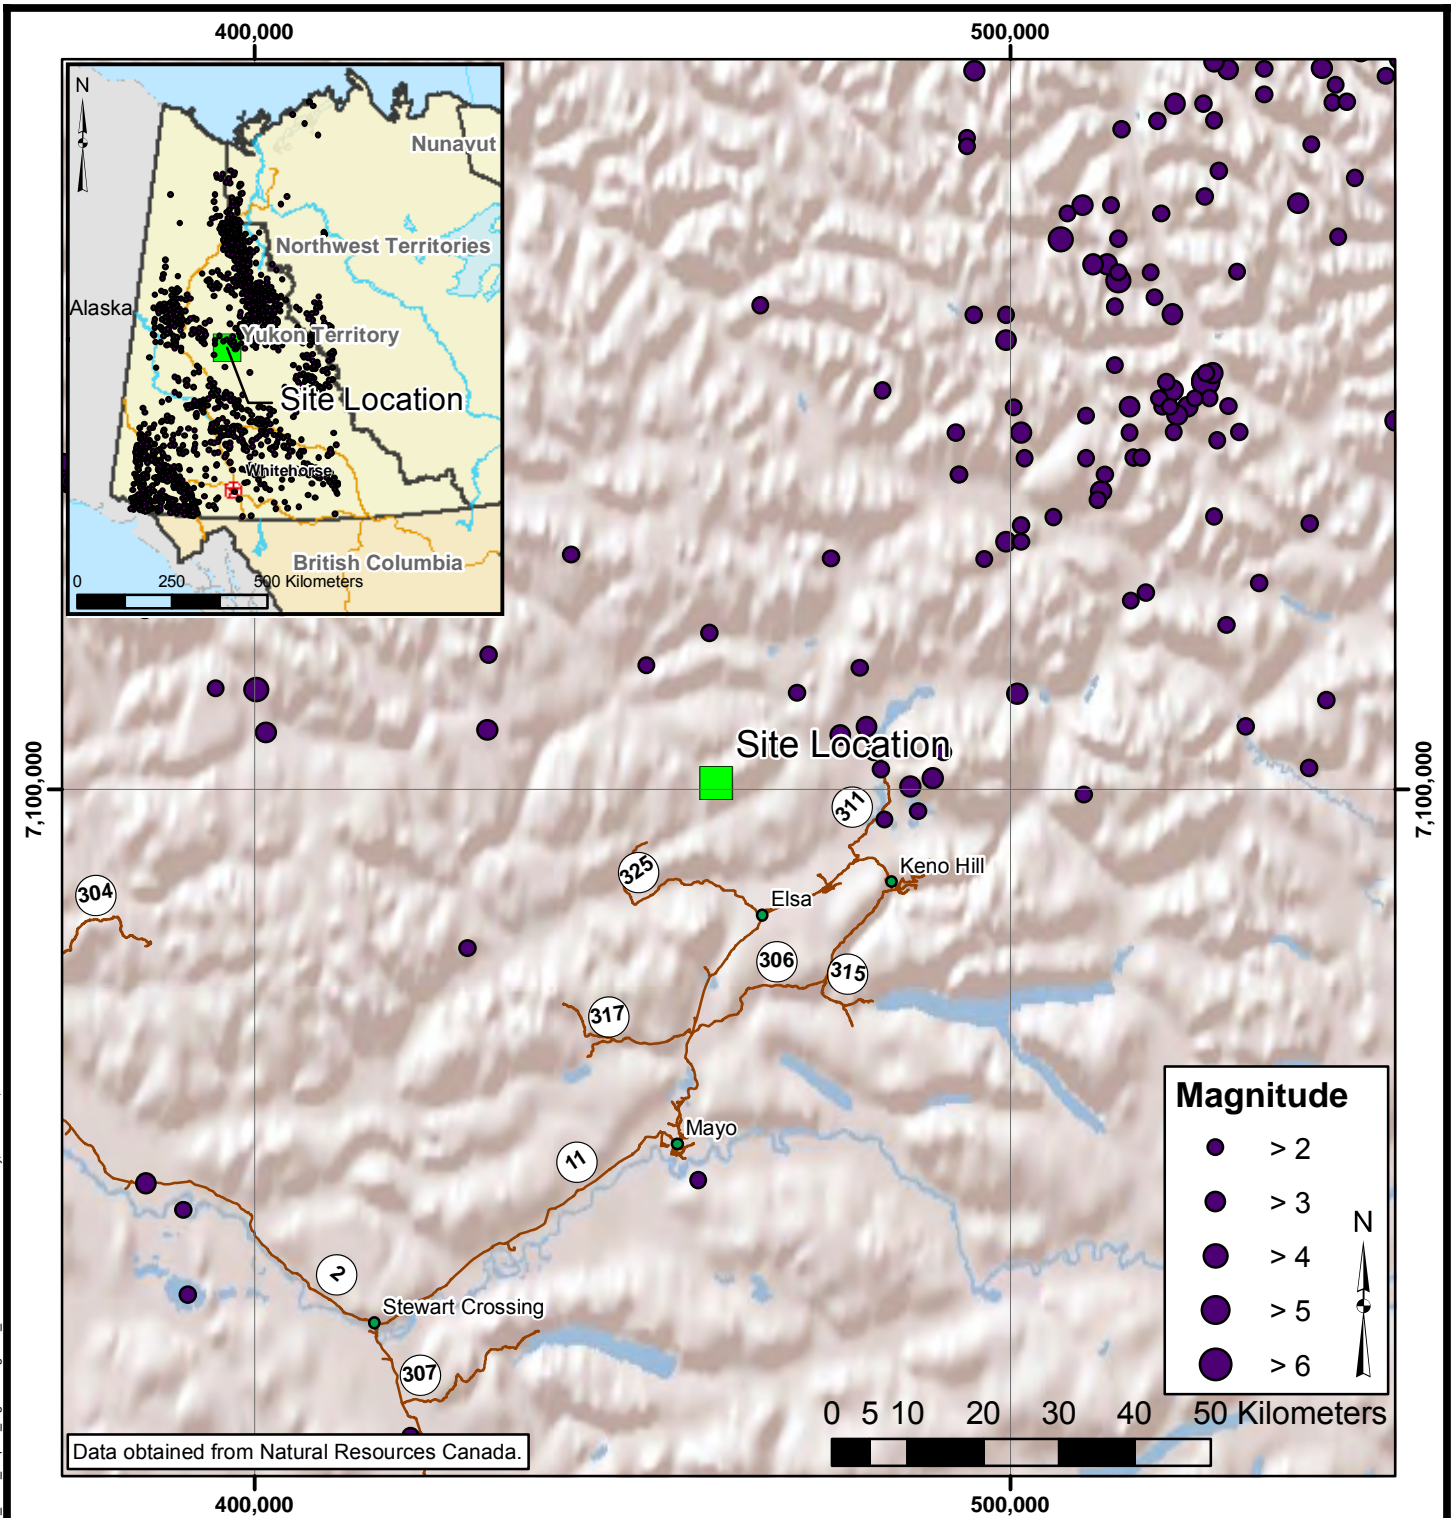 400,000
500,000
N
Nunavut
Northwest Territories
Alaska
Yukon Territory
Site Location
Whitehorse
British Columbia
0 250 500 Kilometers
Site Location
7,100,000
7,100,000
311
325
Keno Hill
304
Elsa
306
315
317
Mayo
11
2
Stewart Crossing
307
Magnitude
> 2
> 3
> 4
> 5
> 6
N
0 5 10 20 30 40 50 Kilometers
Data obtained from Natural Resources Canada.
400,000
500,000